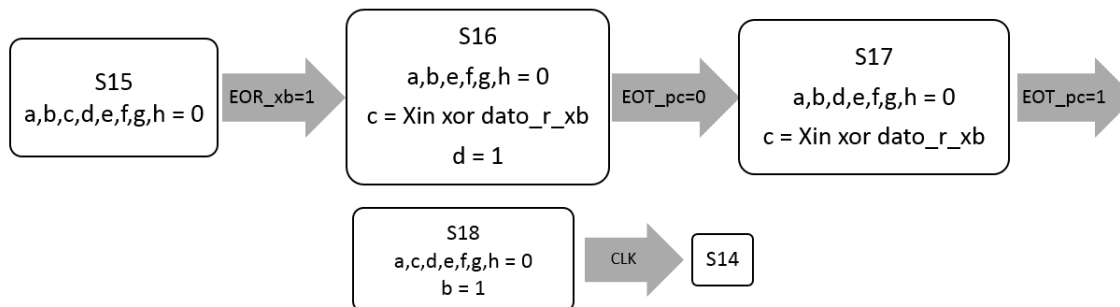 S15
a,b,c,d,e,f,g,h = 0
EOR_xb=1
S16
a,b,e,f,g,h = 0
c = Xin xor dato_r_xb
d = 1
EOT_pc=0
S17
a,b,d,e,f,g,h = 0
c = Xin xor dato_r_xb
EOT_pc=1
S18
a,c,d,e,f,g,h = 0
b = 1
CLK
S14